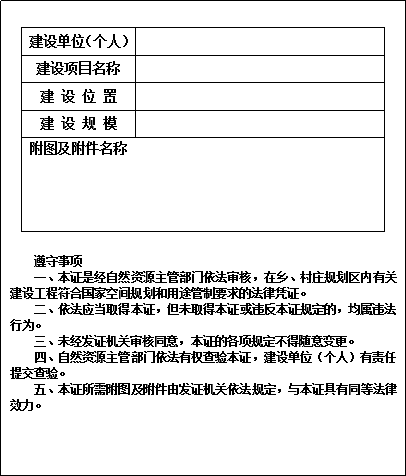 建设单位(个人)
建设项目名称
建 设 位 置
建 设 规 模
附图及附件名称
遵守事项
一、本证是经自然资源主管部门依法审核，在乡、村庄规划区内有关
建设工程符合国家空间规划和用途管制要求的法律凭证。
二、依法应当取得本证，但未取得本证或违反本证规定的，均属违法
行为。
三、未经发证机关审核同意，本证的各项规定不得随意变更。
四、自然资源主管部门依法有权查验本证，建设单位（个人）有责任
提交查验。
五、本证所需附图及附件由发证机关依法规定，与本证具有同等法律
效力。